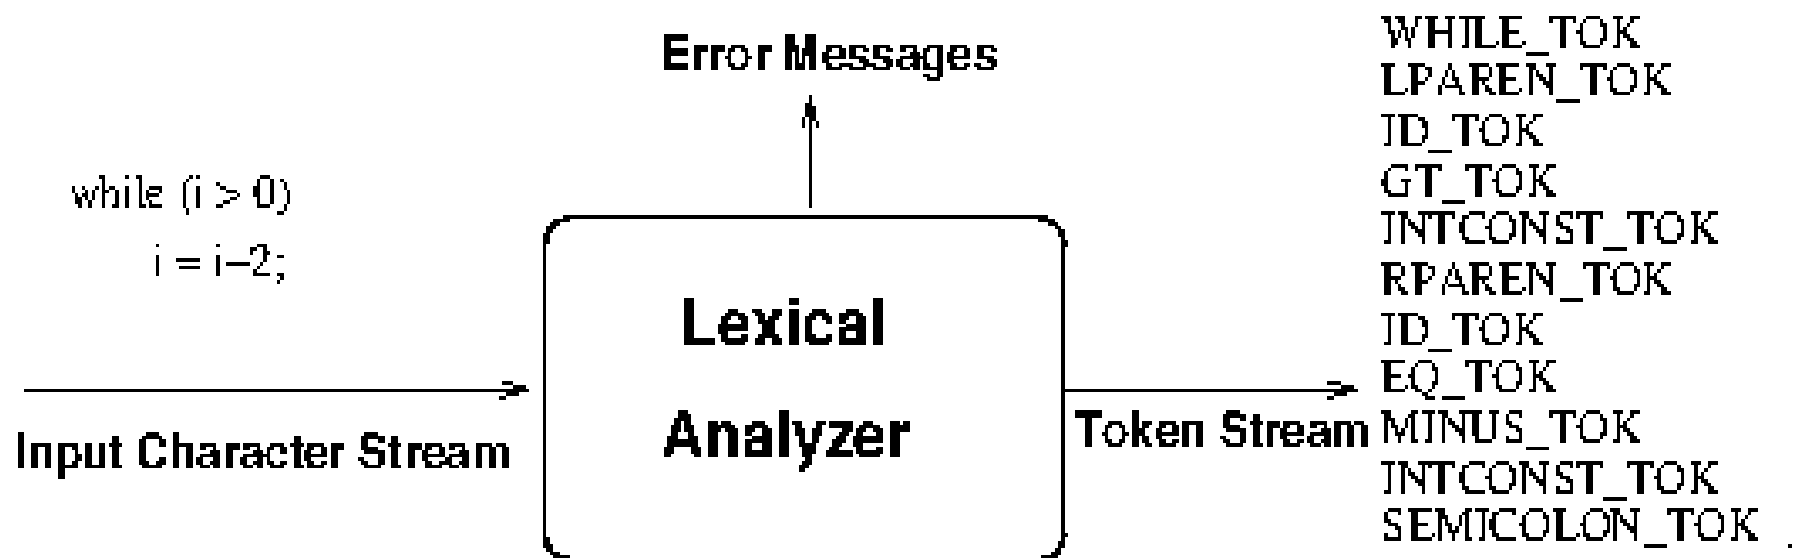 Error Messages
while (i > 0)
i = i–2;
Lexical
Analyzer
Input Character Stream
Token Stream
WHILE_TOK
LPAREN_TOK
ID_TOK
GT_TOK
INTCONST_TOK
RPAREN_TOK
ID_TOK
EQ_TOK
MINUS_TOK
INTCONST_TOK
SEMICOLON_TOK .